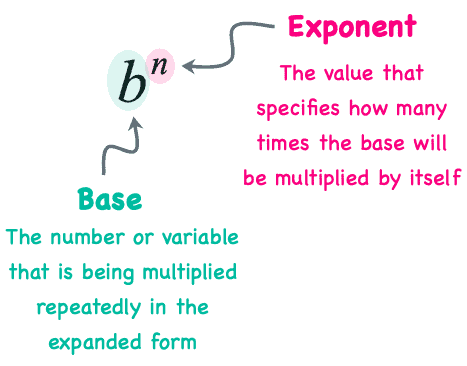 Exponent
The value that
specifies how many
times the base will
be multiplied by itself
bⁿ
Base
The number or variable
that is being multiplied
repeatedly in the
expanded form